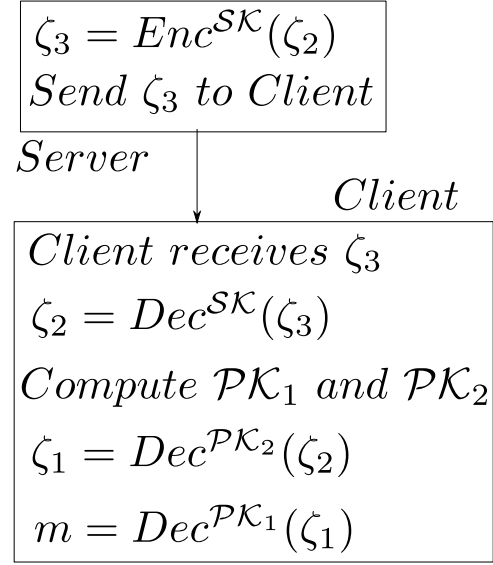 ζ₃ = Enc^𝒮𝒦(ζ₂)
Send ζ₃ to Client
Server
Client
Client receives ζ₃
ζ₂ = Dec^𝒮𝒦(ζ₃)
Compute 𝒫𝒦₁ and 𝒫𝒦₂
ζ₁ = Dec^𝒫𝒦₂(ζ₂)
m = Dec^𝒫𝒦₁(ζ₁)